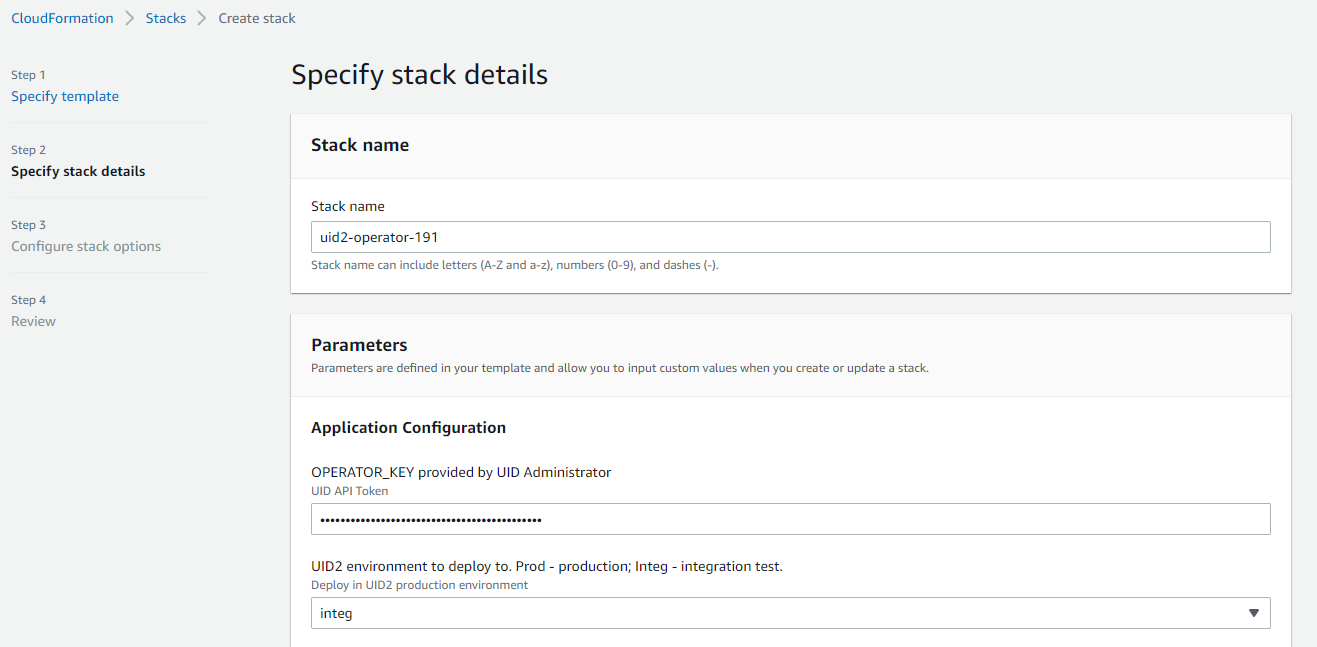 CloudFormation > Stacks > Create stack
Step 1
Specify template
Step 2
Specify stack details
Step 3
Configure stack options
Step 4
Review
Specify stack details
Stack name
Stack name
uid2-operator-191
Stack name can include letters (A-Z and a-z), numbers (0-9), and dashes (-).
Parameters
Parameters are defined in your template and allow you to input custom values when you create or update a stack.
Application Configuration
OPERATOR_KEY provided by UID Administrator
UID API Token
••••••••••••••••••••••••••••••••••••••••••••
UID2 environment to deploy to. Prod - production; Integ - integration test.
Deploy in UID2 production environment
integ